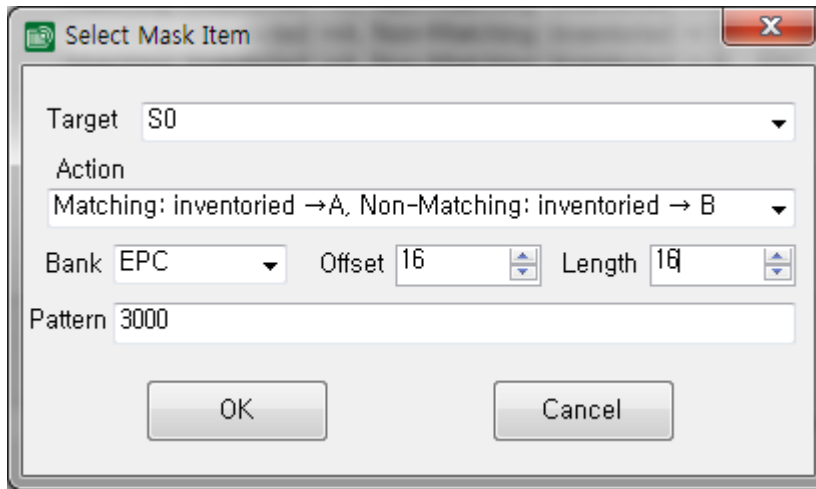 Select Mask Item
Target S0
Action
Matching: inventoried →A, Non-Matching: inventoried → B
Bank EPC Offset 16 Length 16
Pattern 3000
OK Cancel